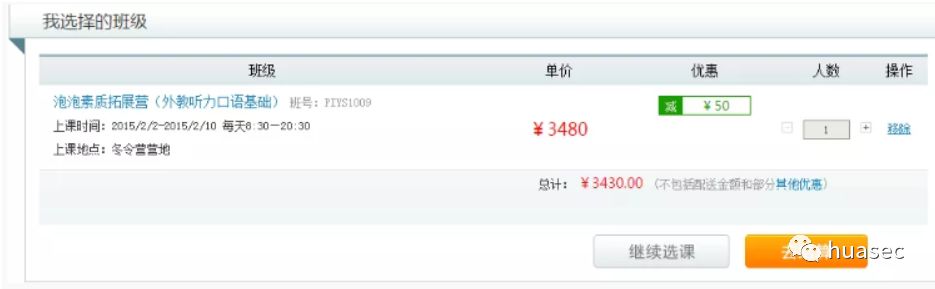 我选择的班级
班级 单价 优惠 人数 操作
泡泡素质拓展营（外教听力口语基础） 班号：PIYS1009
减 ￥50
上课时间：2015/2/2-2015/2/10 每天8:30-20:30
￥3480
- 1 + 移除
上课地点：冬令营营地
总计：￥3430.00 （不包括配送金额和部分其他优惠）
继续选课 去
huasec